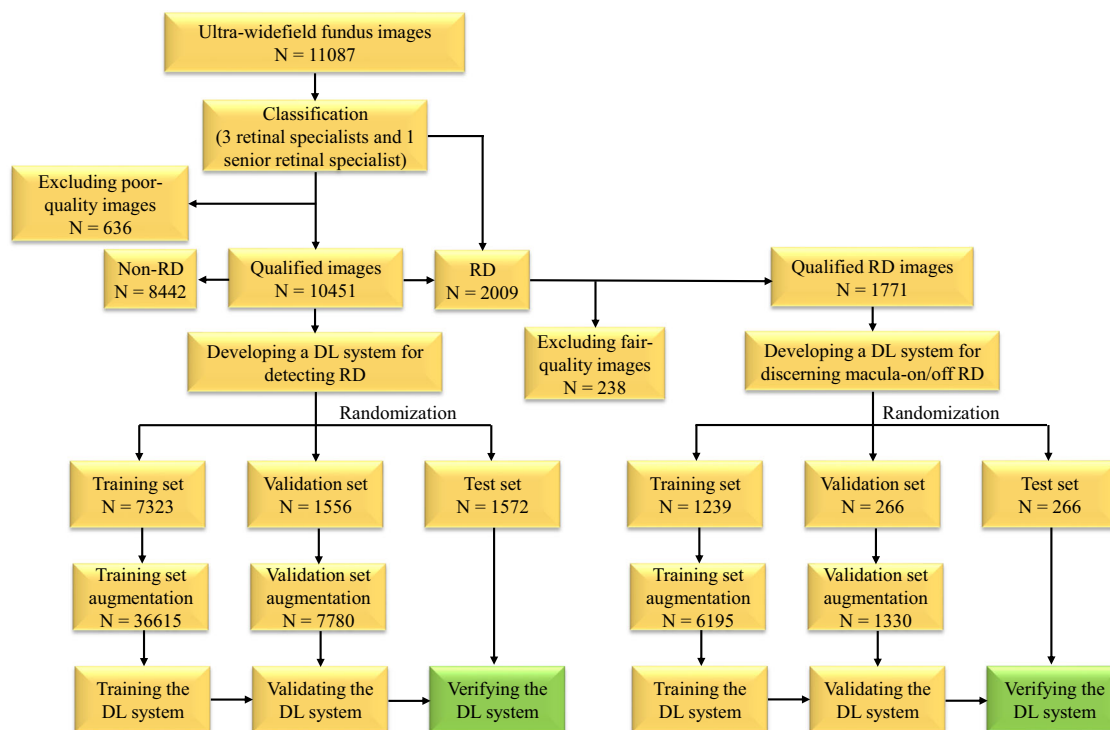 Ultra-widefield fundus images
N = 11087
Classification
(3 retinal specialists and 1
senior retinal specialist)
Excluding poor-
quality images
N = 636
Non-RD
N = 8442
Qualified images
N = 10451
RD
N = 2009
Qualified RD images
N = 1771
Excluding fair-
quality images
N = 238
Developing a DL system for
detecting RD
Developing a DL system for
discerning macula-on/off RD
Randomization
Randomization
Training set
N = 7323
Validation set
N = 1556
Test set
N = 1572
Training set
N = 1239
Validation set
N = 266
Test set
N = 266
Training set
augmentation
N = 36615
Validation set
augmentation
N = 7780
Training set
augmentation
N = 6195
Validation set
augmentation
N = 1330
Training the
DL system
Validating the
DL system
Verifying the
DL system
Training the
DL system
Validating the
DL system
Verifying the
DL system